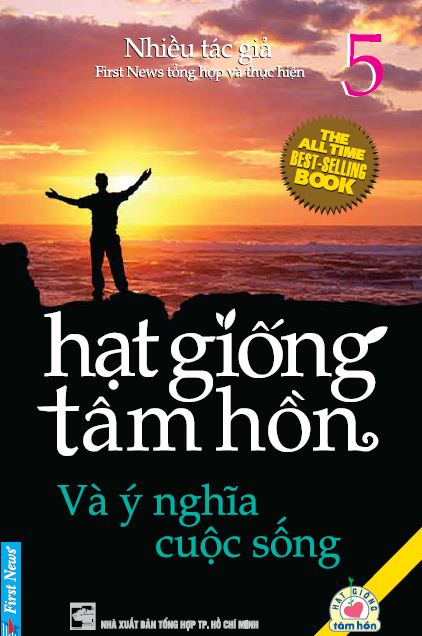 Nhiều tác giả
First News tổng hợp và thực hiện
5
THE
ALL TIME
BEST-SELLING
BOOK
hạt giống
tâm hồn
Và ý nghĩa
cuộc sống
First News
NHÀ XUẤT BẢN TỔNG HỢP TP. HỒ CHÍ MINH
HẠT GIỐNG
tâm hồn